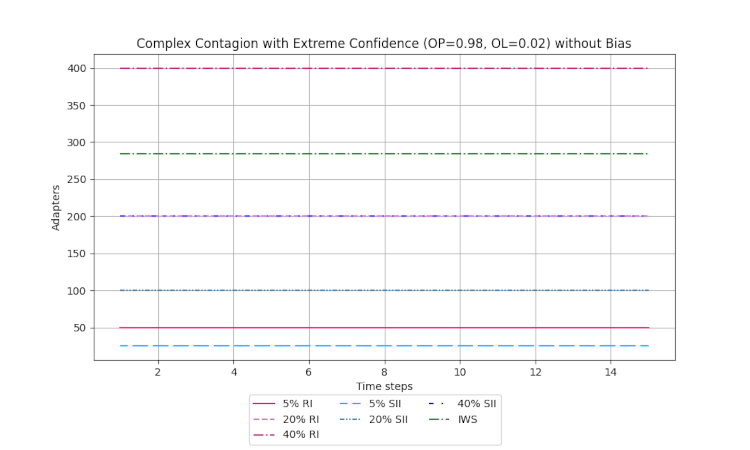 Complex Contagion with Extreme Confidence (OP=0.98, OL=0.02) without Bias
400
350
300
250
200
150
100
50
Adapters
2 4 6 8 10 12 14
Time steps
5% RI 5% SII 40% SII
20% RI 20% SII IWS
40% RI